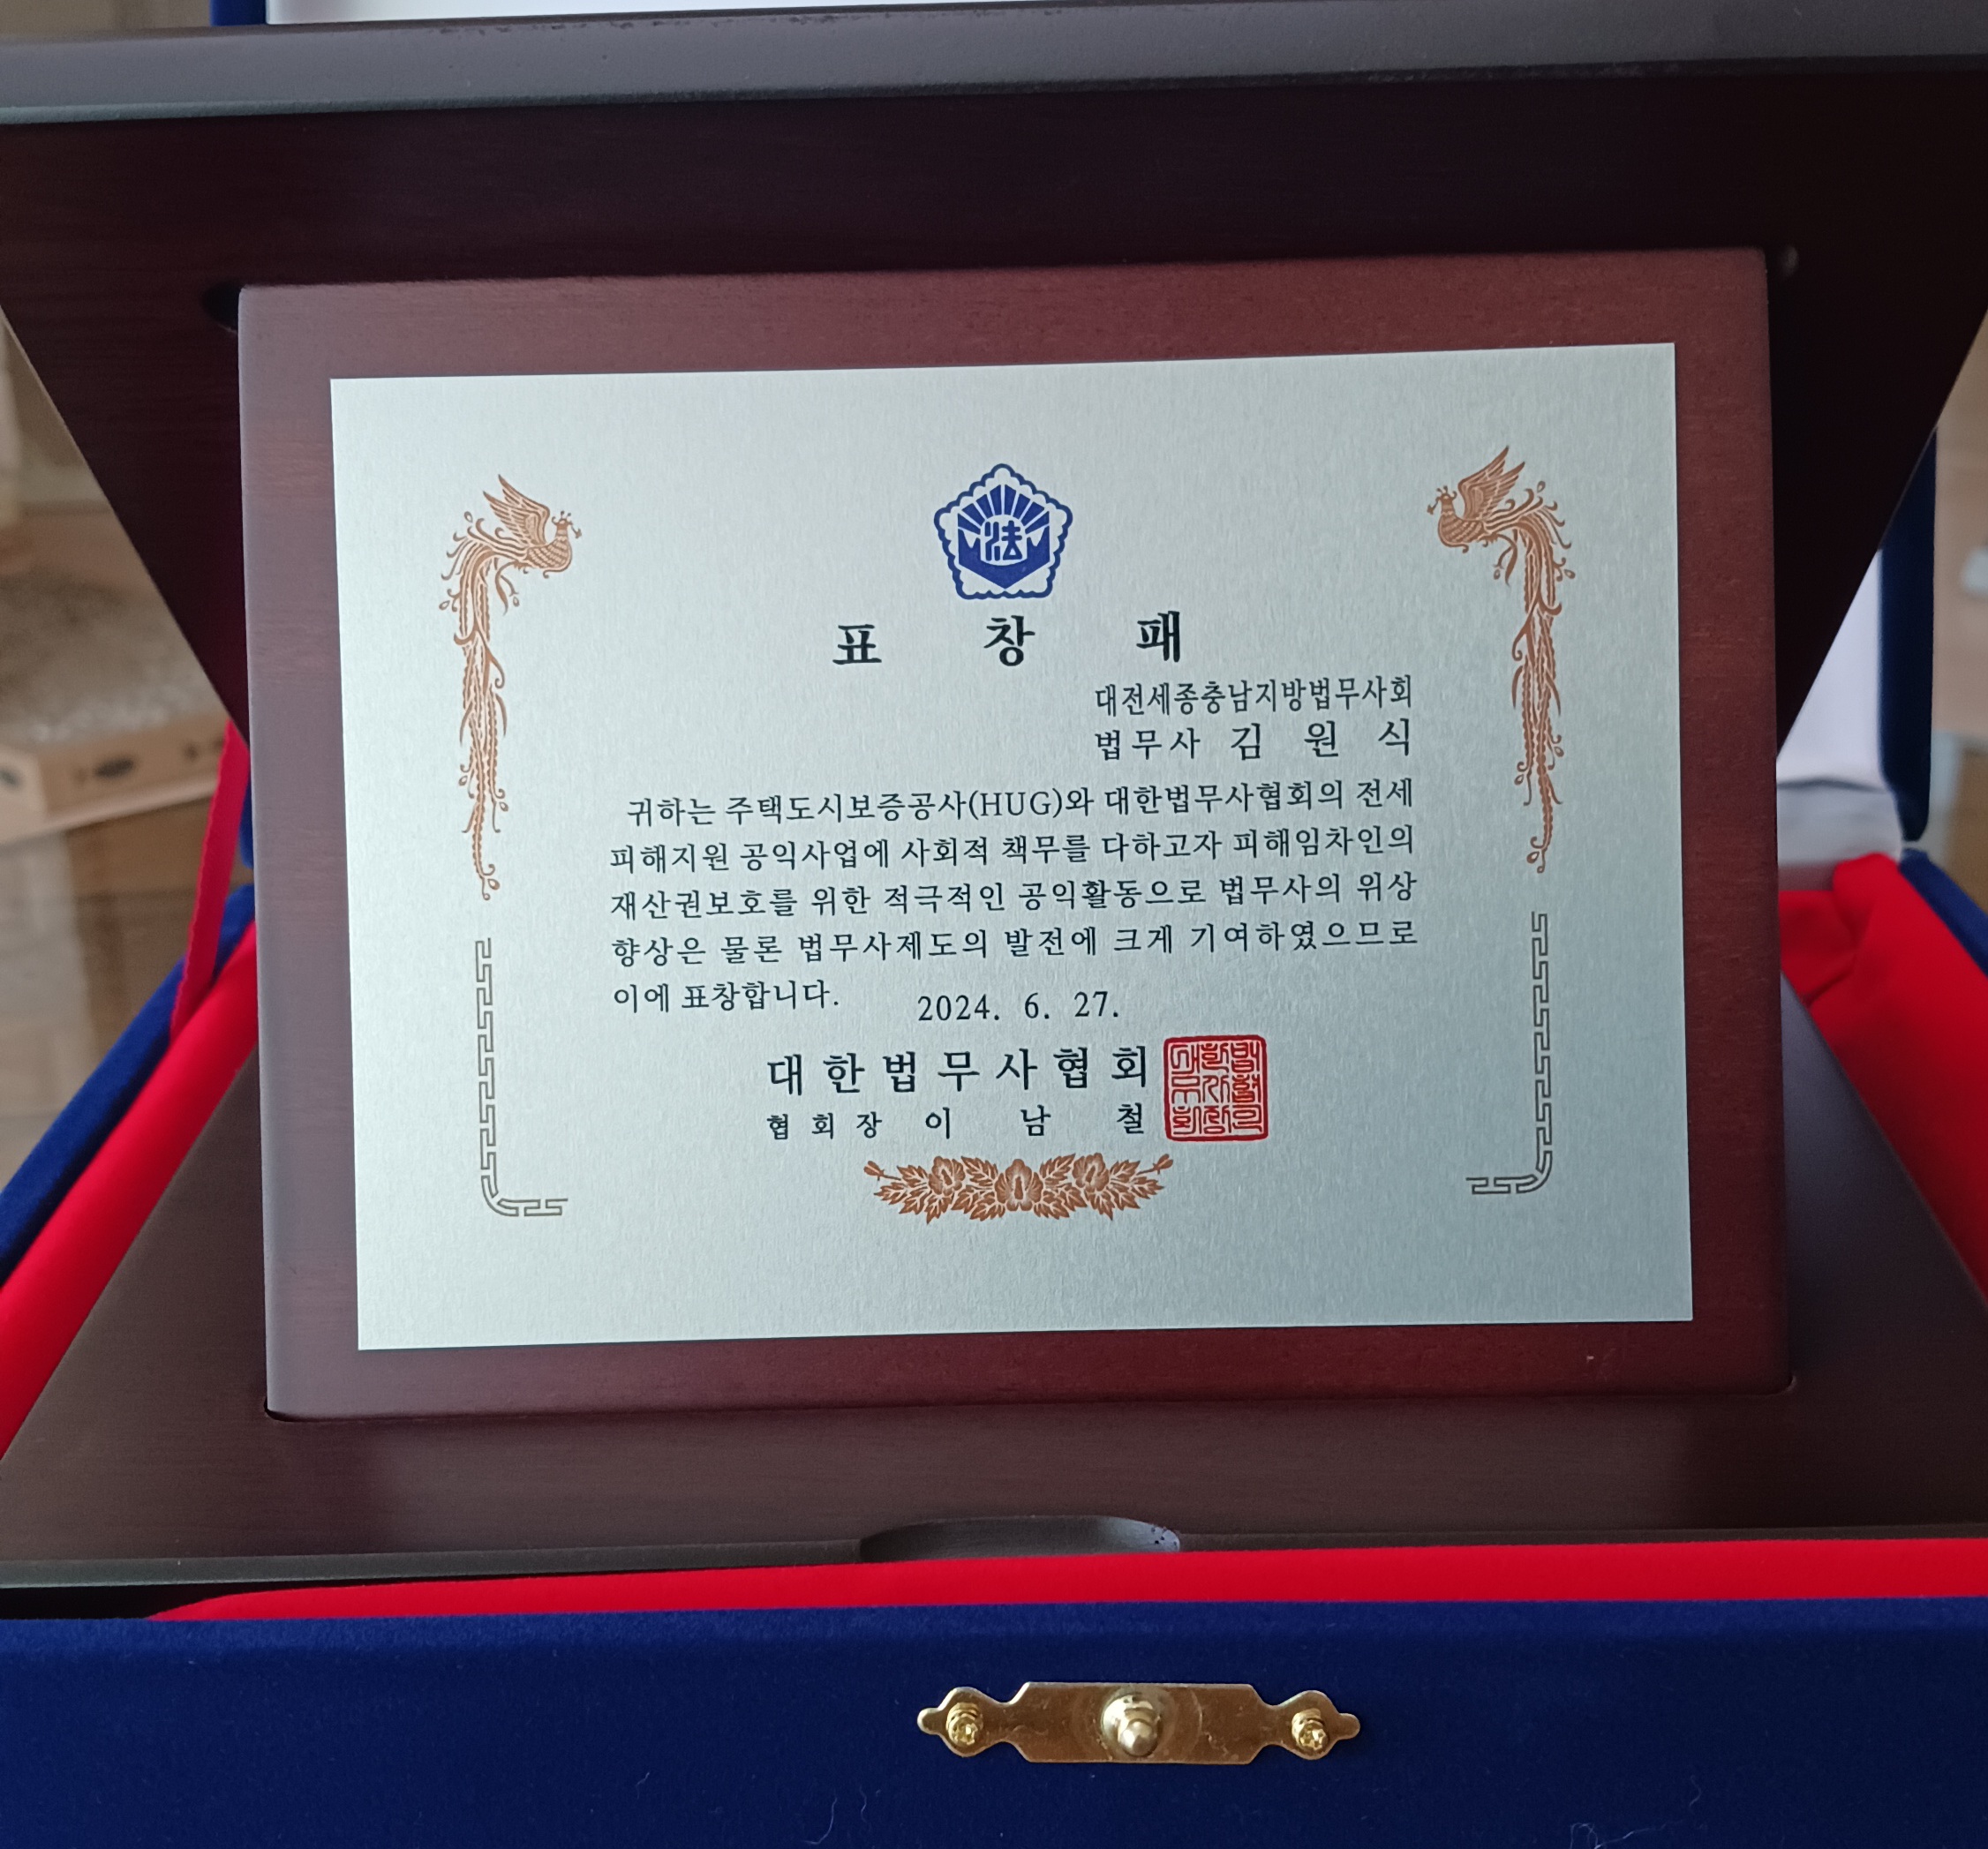 法
표 창 패
대전세종충남지방법무사회
법무사 김 원 식
귀하는 주택도시보증공사(HUG)와 대한법무사협회의 전세
피해지원 공익사업에 사회적 책무를 다하고자 피해임차인의
재산권보호를 위한 적극적인 공익활동으로 법무사의 위상
향상은 물론 법무사제도의 발전에 크게 기여하였으므로
이에 표창합니다.
2024. 6. 27.
대한법무사협회
협회장 이 남 철